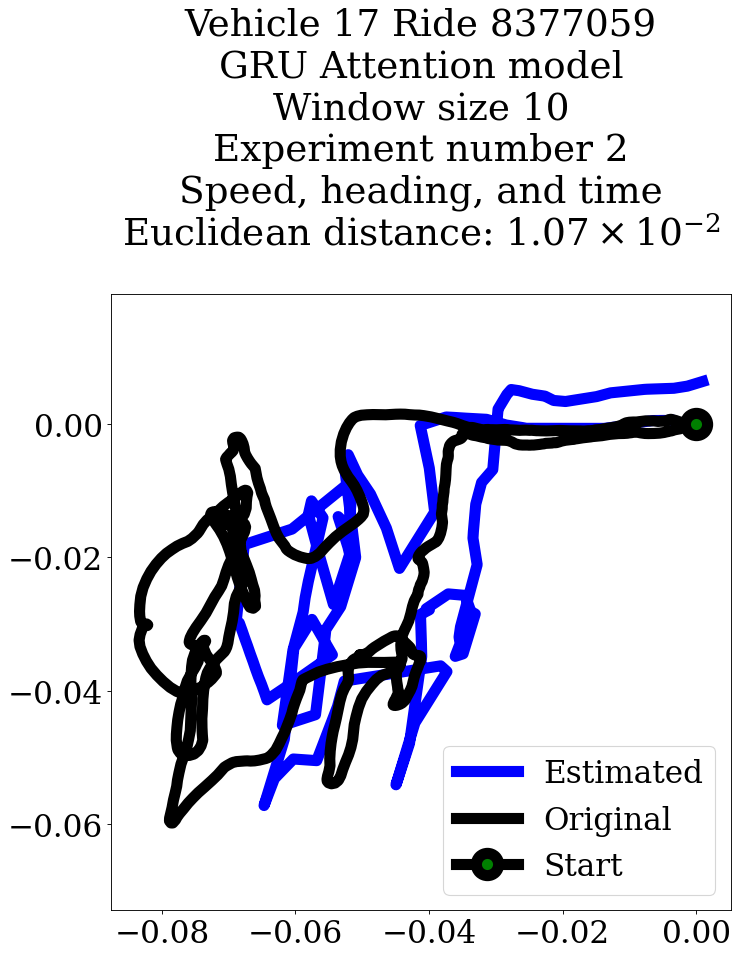 Vehicle 17 Ride 8377059
GRU Attention model
Window size 10
Experiment number 2
Speed, heading, and time
Euclidean distance: 1.07 × 10⁻²
0.00
−0.02
−0.04
−0.06
Estimated
Original
Start
−0.08
−0.06
−0.04
−0.02
0.00